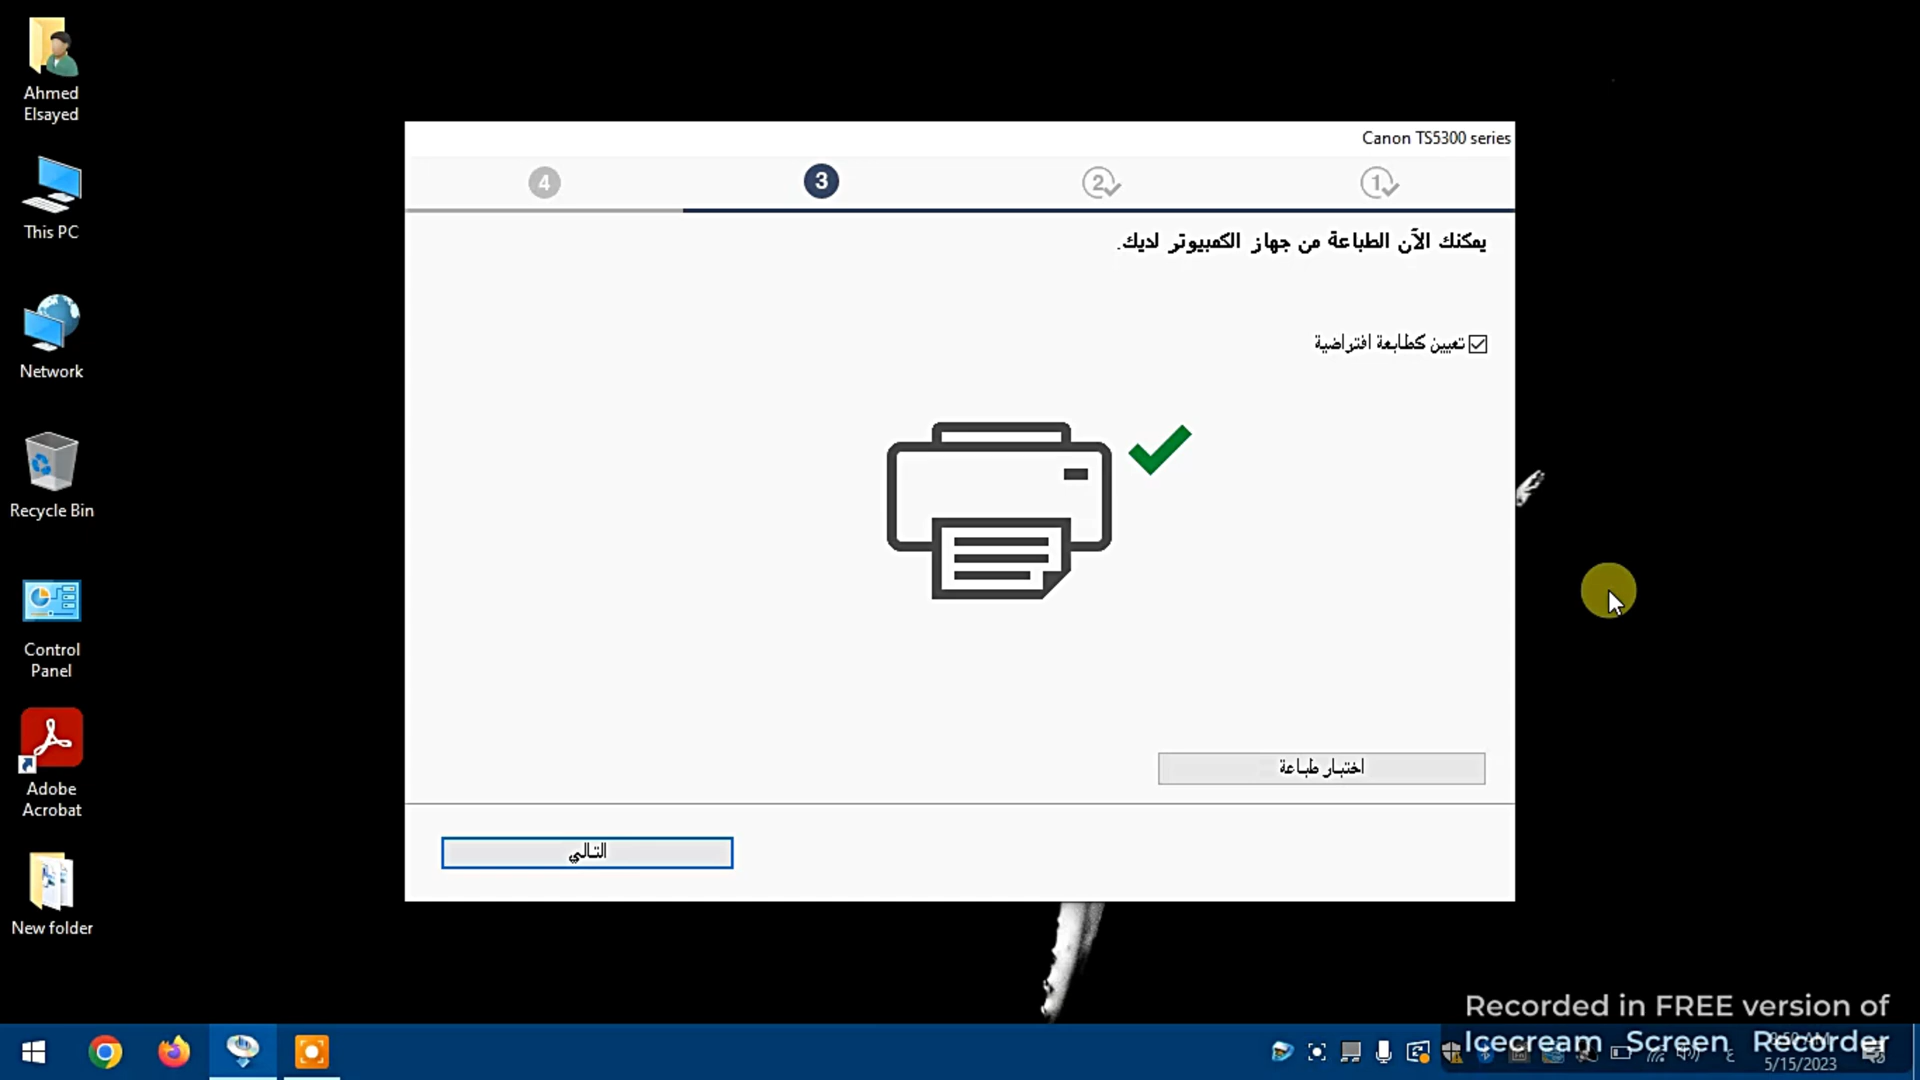 Ahmed
Elsayed
This PC
Network
Recycle Bin
Control
Panel
Adobe
Acrobat
New folder
Canon TS5300 series
1
2
3
4
يمكنك الآن الطباعة من جهاز الكمبيوتر لديك.
تعيين كطابعة افتراضية
اختبار طباعة
التالي
Recorded in FREE version of
Icecream Screen Recorder
5/15/2023